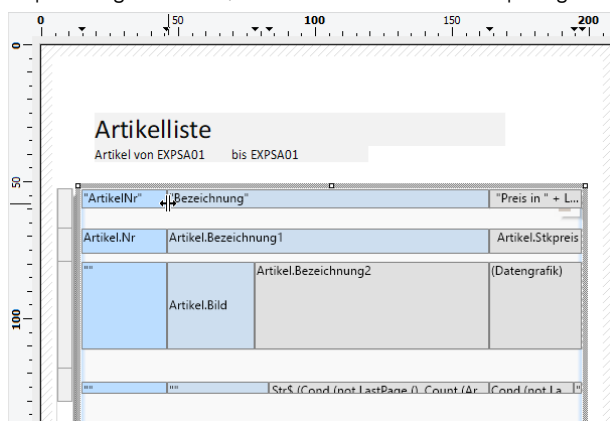 0 50 100 150 200
0
Artikelliste
Artikel von EXPSA01 bis EXPSA01
50
"ArtikelNr" "Bezeichnung" "Preis in " + L...
Artikel.Nr Artikel.Bezeichnung1 Artikel.Stkpreis
"" Artikel.Bezeichnung2 (Datengrafik)
Artikel.Bild
100
"" "" Str$ (Cond (not LastPage (), Count (Ar Cond (not La "